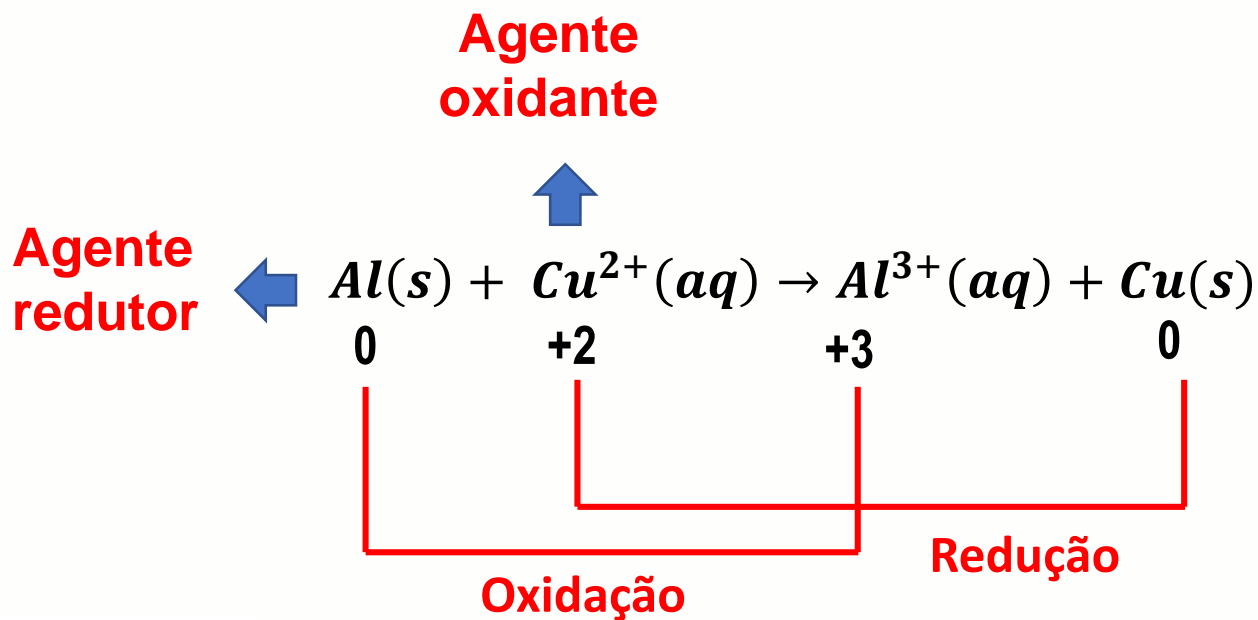 Agente
oxidante
Agente
redutor
Al(s) + Cu²⁺(aq) → Al³⁺(aq) + Cu(s)
0 +2 +3 0
Redução
Oxidação